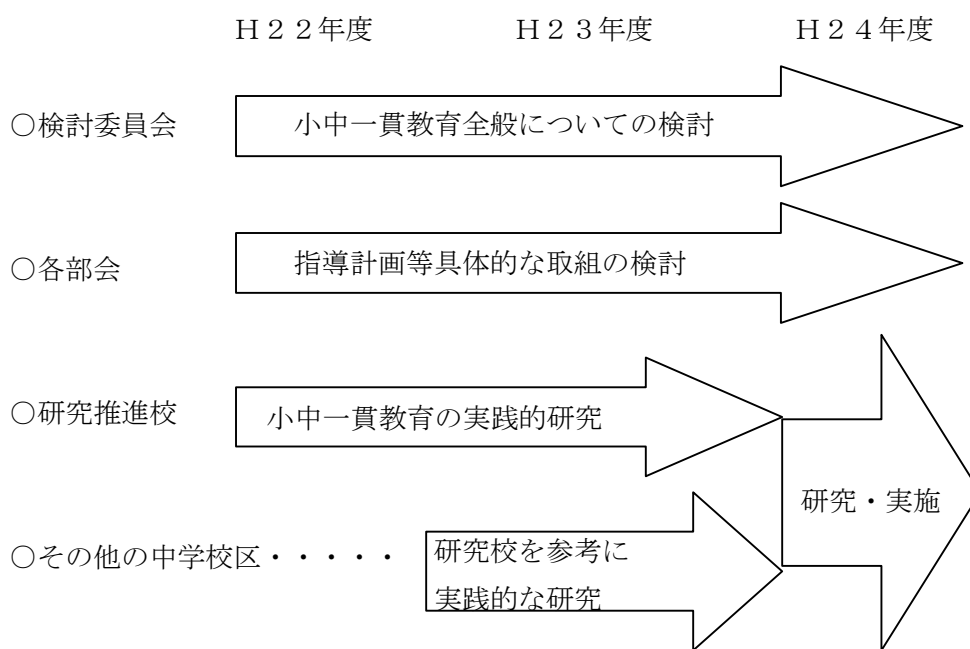 H22年度 H23年度 H24年度
○検討委員会 小中一貫教育全般についての検討
○各部会 指導計画等具体的な取組の検討
○研究推進校 小中一貫教育の実践的研究
研究・実施
○その他の中学校区・・・・・ 研究校を参考に
実践的な研究